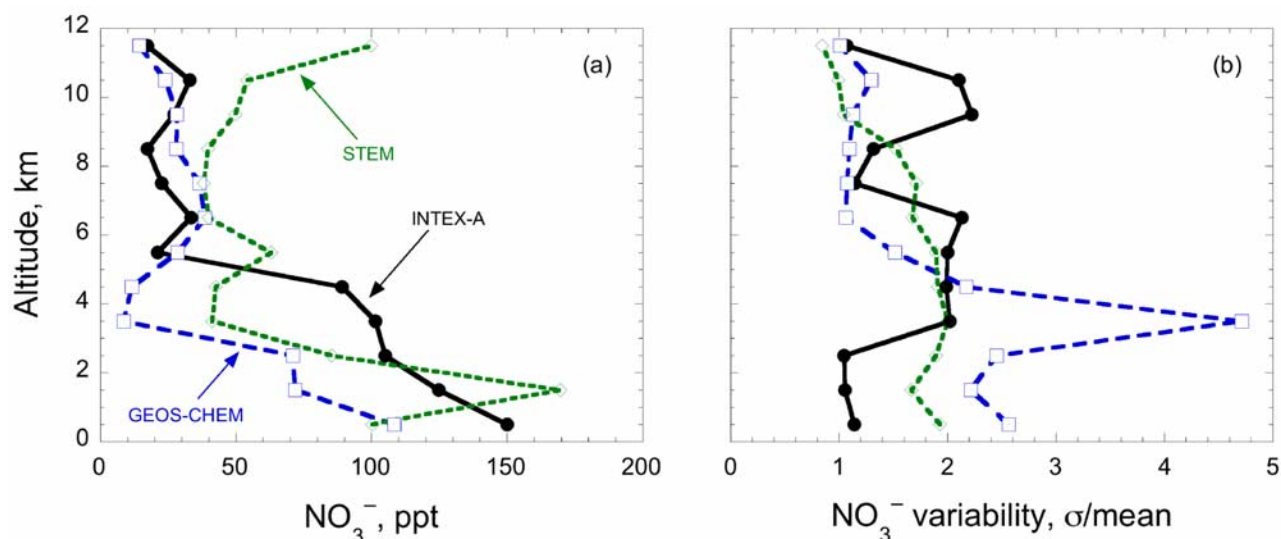 (a)
(b)
STEM
INTEX-A
GEOS-CHEM
Altitude, km
12
10
8
6
4
2
0
0 50 100 150 200
0 1 2 3 4 5
NO₃⁻, ppt
NO₃⁻ variability, σ/mean